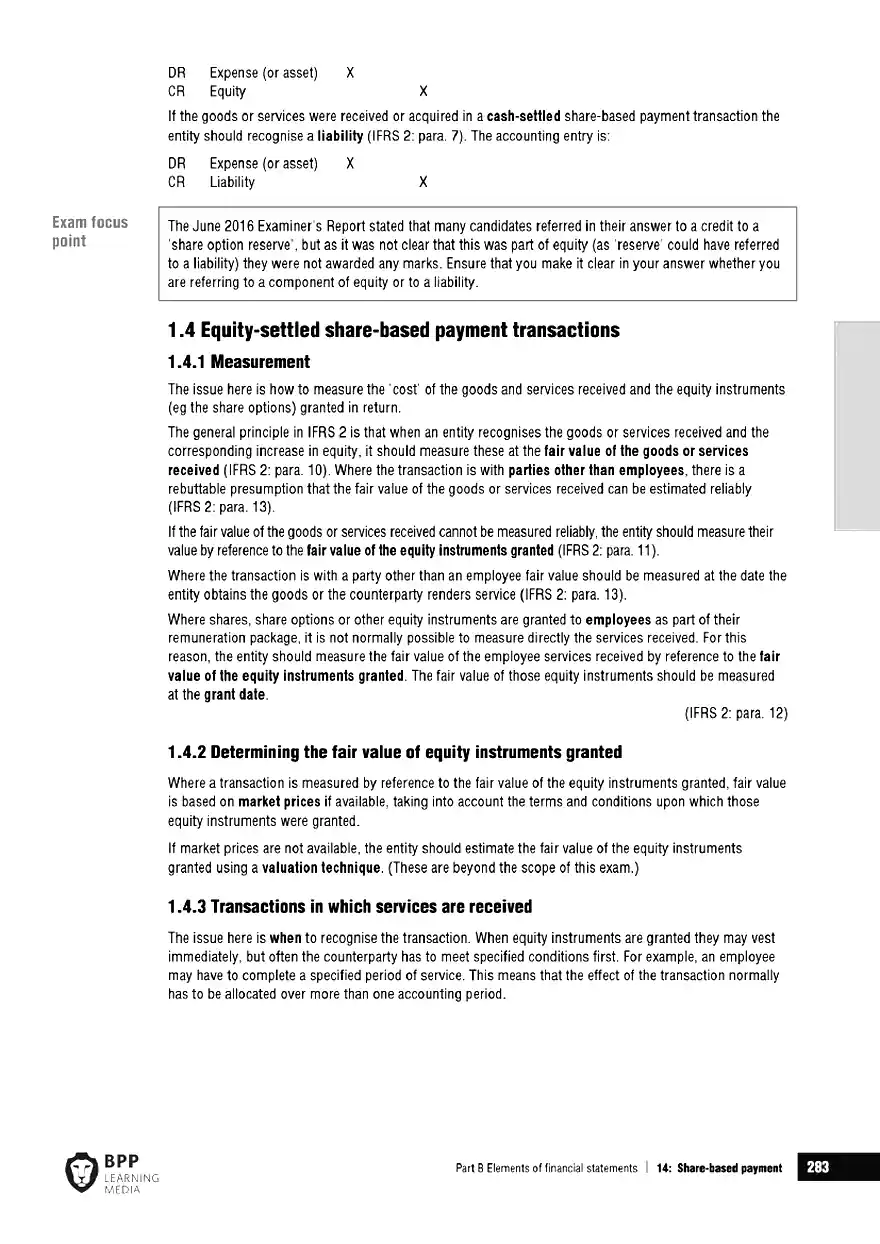 DR Expense (or asset) X
CR Equity X
If the goods or services were received or acquired in a cash-settled share-based payment transaction the
entity should recognise a liability (IFRS 2: para. 7). The accounting entry is:
DR Expense (or asset) X
CR Liability X
Exam focus
point
The June 2016 Examiner's Report stated that many candidates referred in their answer to a credit to a
'share option reserve', but as it was not clear that this was part of equity (as 'reserve' could have referred
to a liability) they were not awarded any marks. Ensure that you make it clear in your answer whether you
are referring to a component of equity or to a liability.
1.4 Equity-settled share-based payment transactions
1.4.1 Measurement
The issue here is how to measure the 'cost' of the goods and services received and the equity instruments
(eg the share options) granted in return.
The general principle in IFRS 2 is that when an entity recognises the goods or services received and the
corresponding increase in equity, it should measure these at the fair value of the goods or services
received (IFRS 2: para. 10). Where the transaction is with parties other than employees, there is a
rebuttable presumption that the fair value of the goods or services received can be estimated reliably
(IFRS 2: para. 13).
If the fair value of the goods or services received cannot be measured reliably, the entity should measure their
value by reference to the fair value of the equity instruments granted (IFRS 2: para. 11).
Where the transaction is with a party other than an employee fair value should be measured at the date the
entity obtains the goods or the counterparty renders service (IFRS 2: para. 13).
Where shares, share options or other equity instruments are granted to employees as part of their
remuneration package, it is not normally possible to measure directly the services received. For this
reason, the entity should measure the fair value of the employee services received by reference to the fair
value of the equity instruments granted. The fair value of those equity instruments should be measured
at the grant date.
(IFRS 2: para. 12)
1.4.2 Determining the fair value of equity instruments granted
Where a transaction is measured by reference to the fair value of the equity instruments granted, fair value
is based on market prices if available, taking into account the terms and conditions upon which those
equity instruments were granted.
If market prices are not available, the entity should estimate the fair value of the equity instruments
granted using a valuation technique. (These are beyond the scope of this exam.)
1.4.3 Transactions in which services are received
The issue here is when to recognise the transaction. When equity instruments are granted they may vest
immediately, but often the counterparty has to meet specified conditions first. For example, an employee
may have to complete a specified period of service. This means that the effect of the transaction normally
has to be allocated over more than one accounting period.
BPP
LEARNING
MEDIA
Part B Elements of financial statements | 14: Share-based payment 283